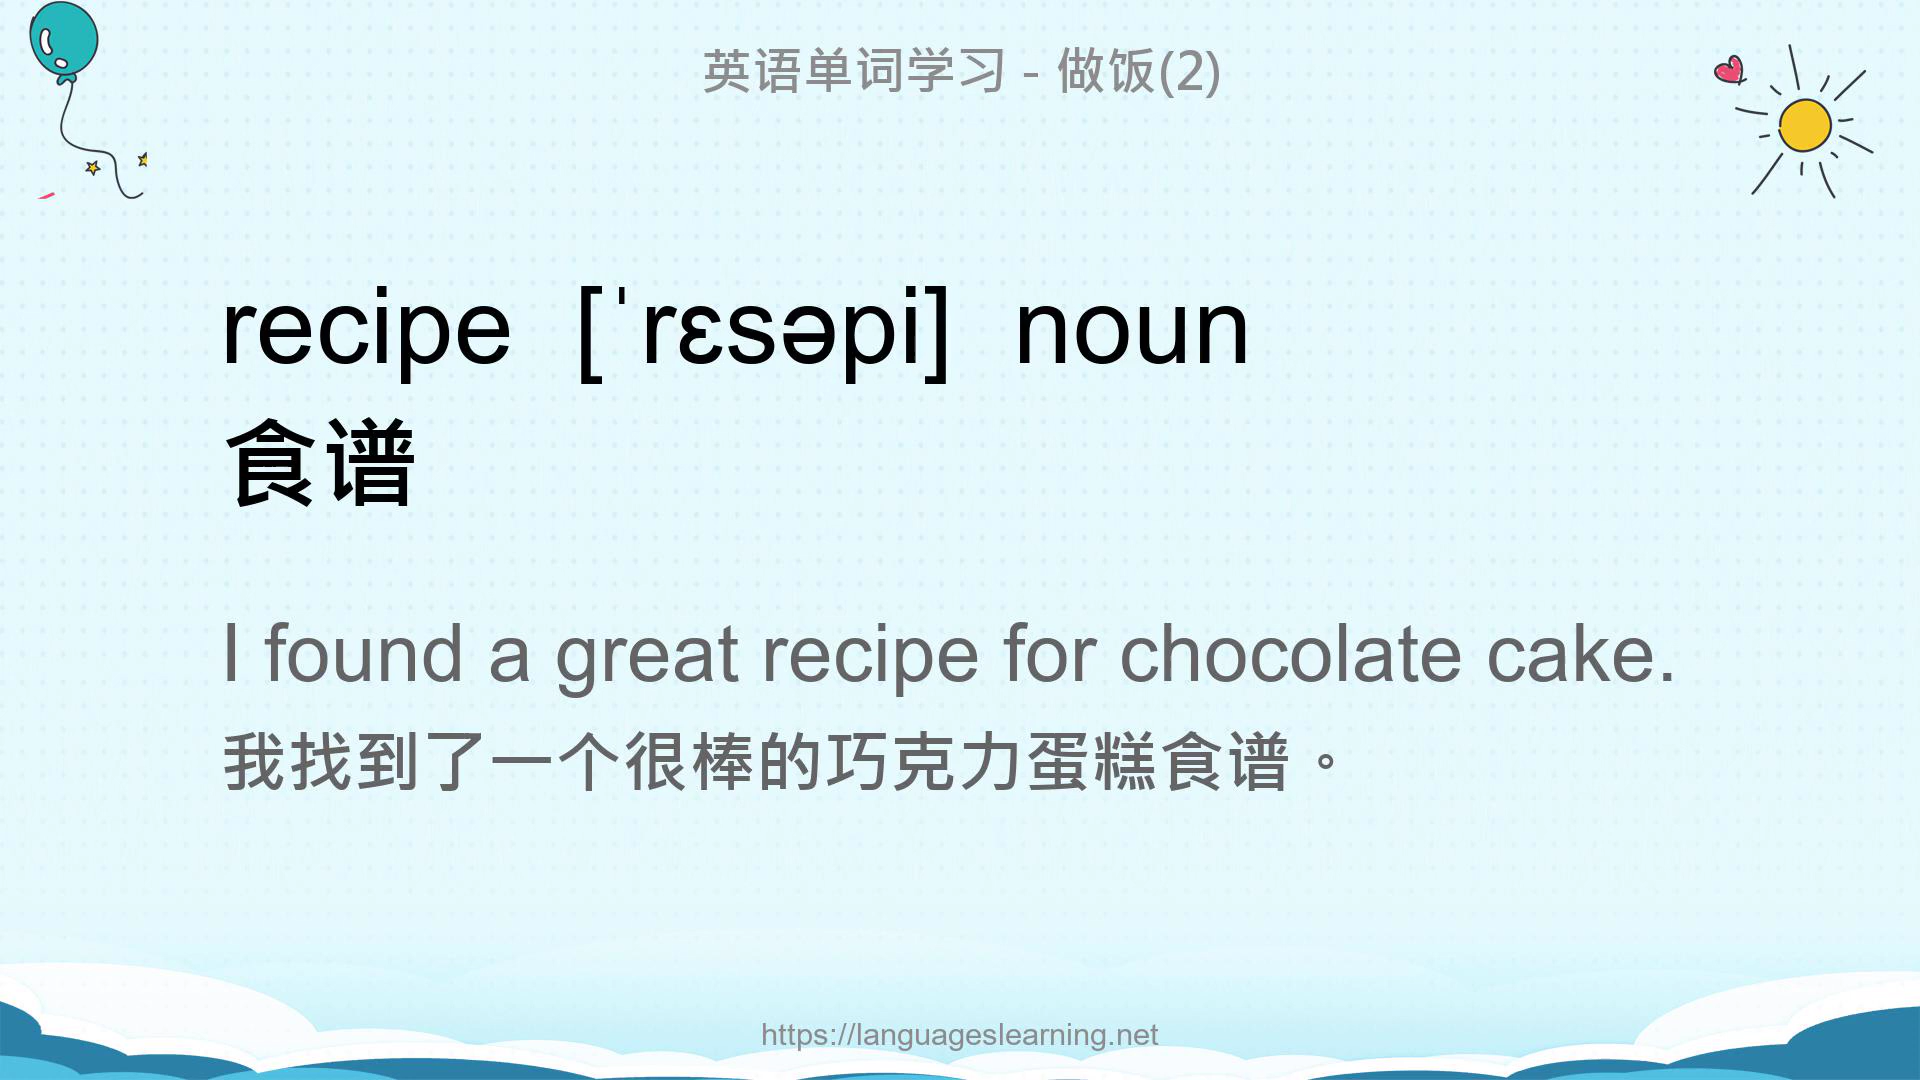 英语单词学习 - 做饭(2)
recipe [ˈrɛsəpi] noun
食谱
I found a great recipe for chocolate cake.
我找到了一个很棒的巧克力蛋糕食谱。
https://languageslearning.net